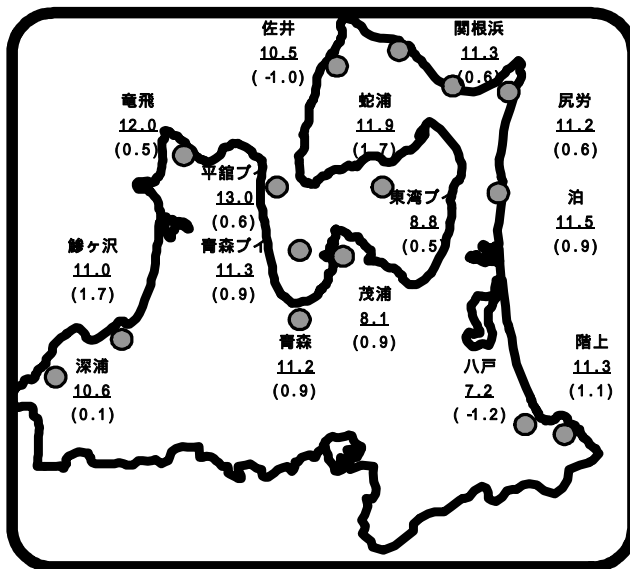 佐井
10.5
( -1.0)
関根浜
11.3
(0.6)
竜飛
12.0
(0.5)
蛇浦
11.9
(1.7)
尻労
11.2
(0.6)
平舘ブイ
13.0
(0.6)
東湾ブイ
8.8
(0.5)
泊
11.5
(0.9)
鰺ヶ沢
11.0
(1.7)
青森ブイ
11.3
(0.9)
茂浦
8.1
(0.9)
深浦
10.6
(0.1)
青森
11.2
(0.9)
八戸
7.2
( -1.2)
階上
11.3
(1.1)